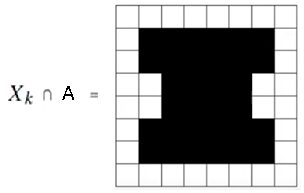 X_k ∩ A =